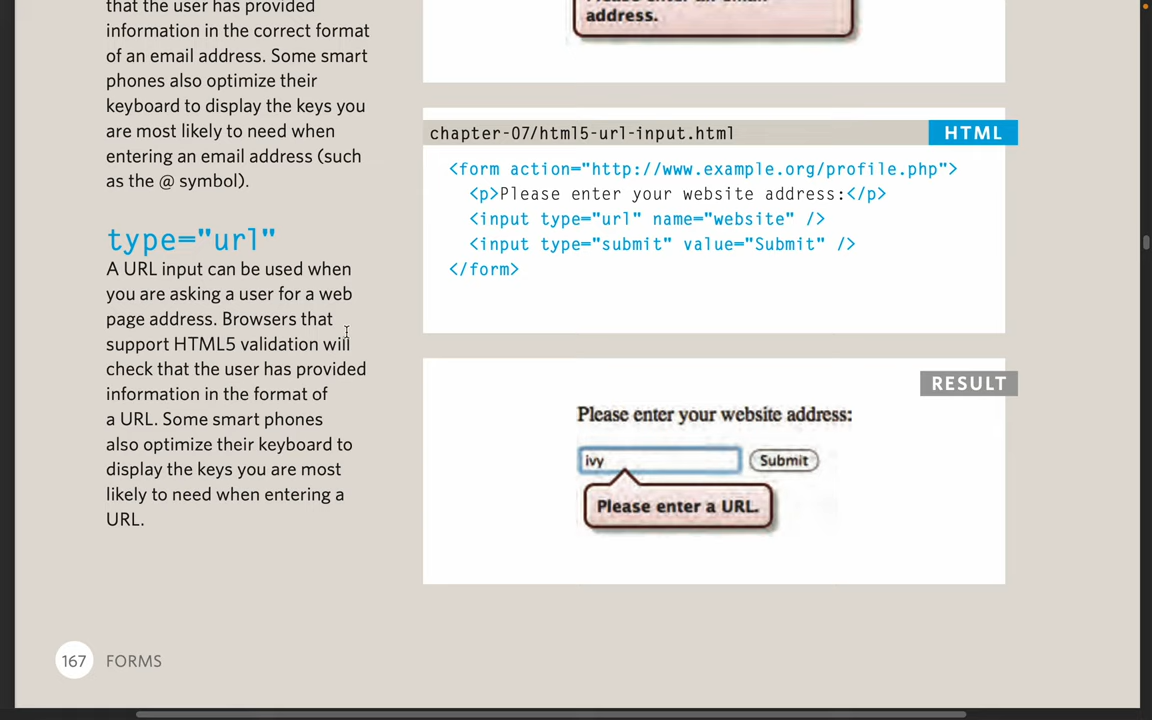 that the user has provided
information in the correct format
of an email address. Some smart
phones also optimize their
keyboard to display the keys you
are most likely to need when
entering an email address (such
as the @ symbol).
type="url"
A URL input can be used when
you are asking a user for a web
page address. Browsers that
support HTML5 validation will
check that the user has provided
information in the format of
a URL. Some smart phones
also optimize their keyboard to
display the keys you are most
likely to need when entering a
URL.
Please enter an email
address.
chapter-07/html5-url-input.html
HTML
<form action="http://www.example.org/profile.php">
<p>Please enter your website address:</p>
<input type="url" name="website" />
<input type="submit" value="Submit" />
</form>
RESULT
Please enter your website address:
ivy
Submit
Please enter a URL.
167 FORMS